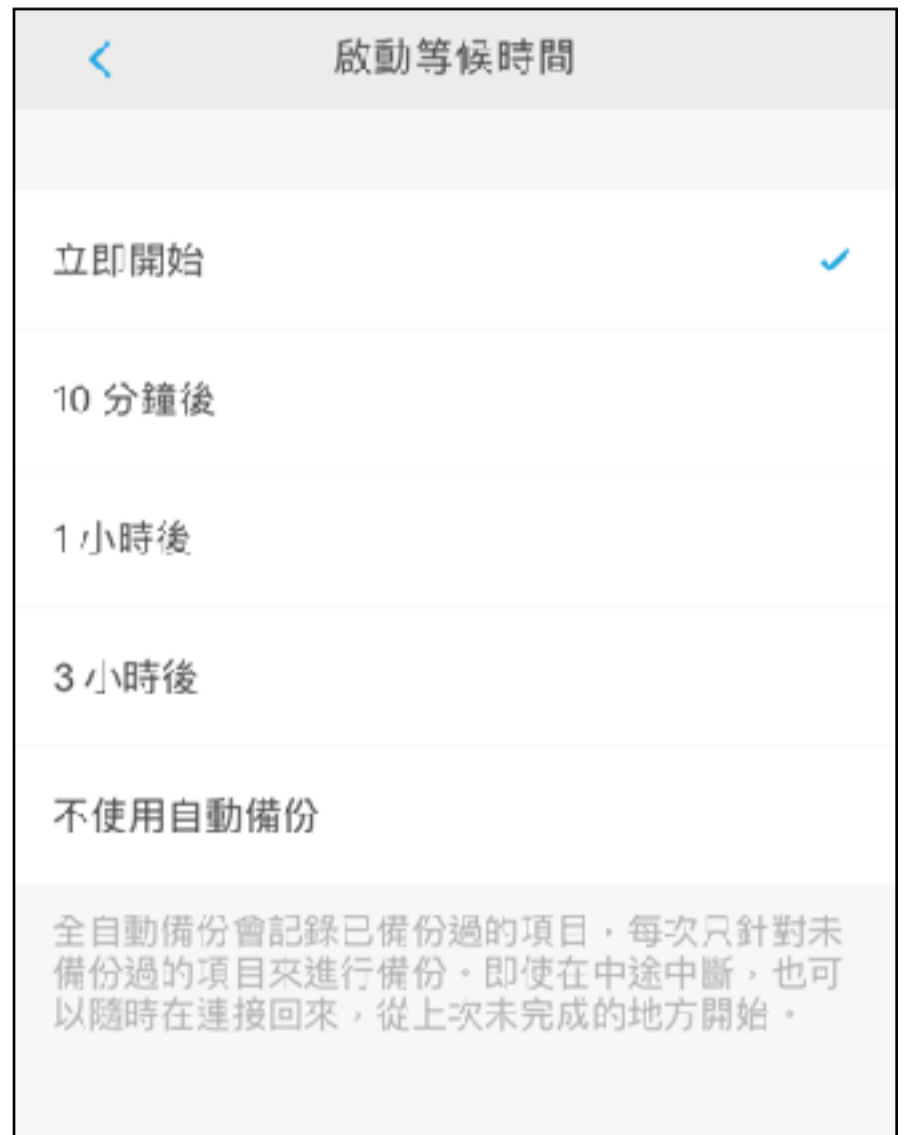 啟動等候時間
立即開始
10 分鐘後
1 小時後
3 小時後
不使用自動備份
全自動備份會記錄已備份過的項目，每次只針對未
備份過的項目來進行備份。即使在中途中斷，也可
以隨時在連接回來，從上次未完成的地方開始。